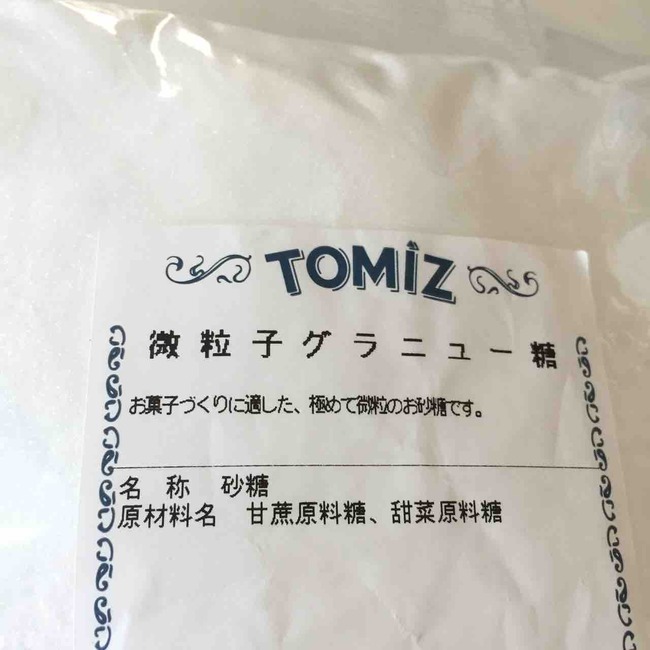 TOMIZ
微粒子グラニュー糖
お菓子づくりに適した、極めて微粒のお砂糖です。
名 称 砂糖
原材料名 甘蔗原料糖、甜菜原料糖